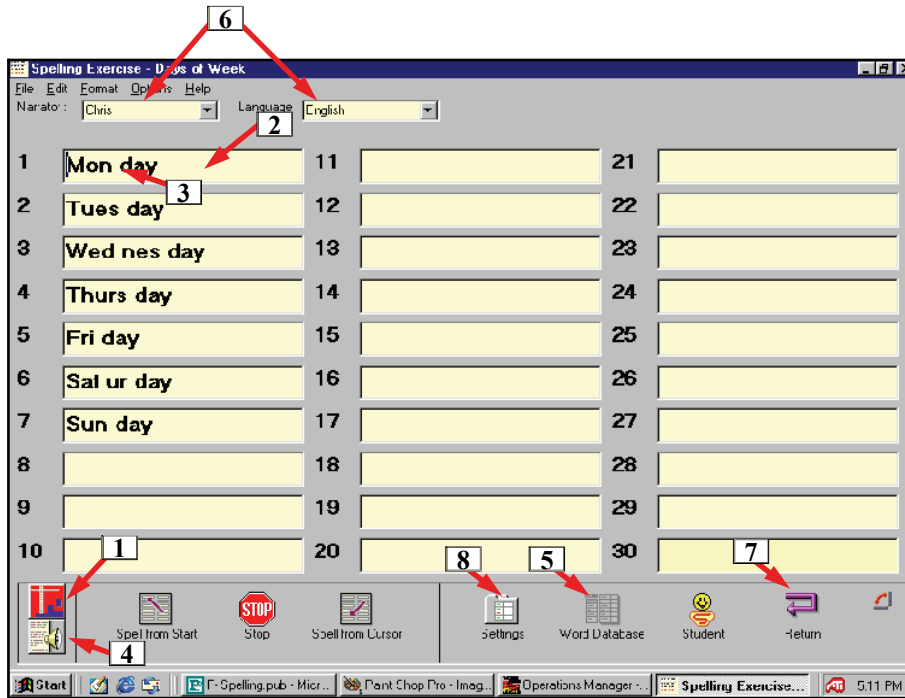 6
Spelling Exercise - Days of Week
File Edit Format Options Help
Narrator: Chris Language English
2
1 Mon day 11 21
3
2 Tues day 12 22
3 Wed nes day 13 23
4 Thurs day 14 24
5 Fri day 15 25
6 Sat ur day 16 26
7 Sun day 17 27
8 18 28
9 19 29
10 20 30
1 8 5 7
STOP
Spell from Start Stop Spell from Cursor Settings Word Database Student Return
4
Start F-Spelling.pub - Micr... Paint Shop Pro - Imag... Operations Manager -... Spelling Exercise... 5:11 PM